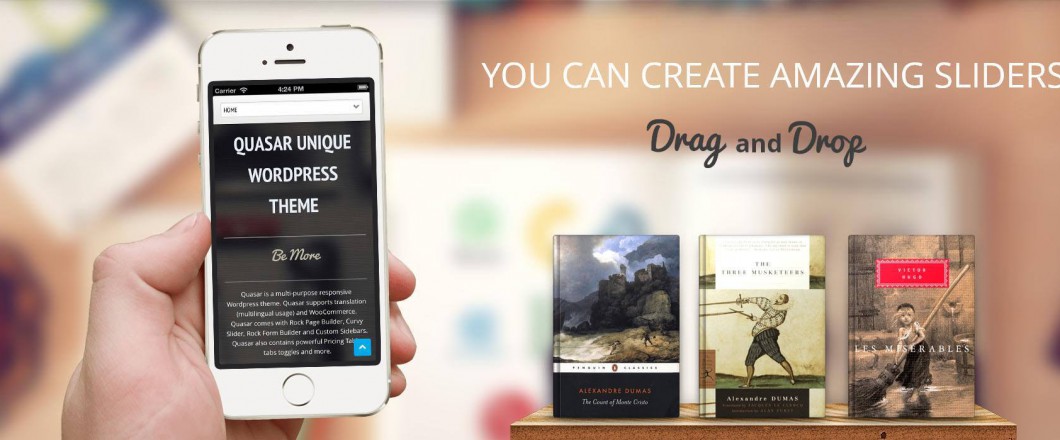 Carrier
4:24 PM
HOME
QUASAR UNIQUE
WORDPRESS
THEME
Be More
Quasar is a multi-purpose responsive
Wordpress theme. Quasar supports translation
(multilingual usage) and WooCommerce.
Quasar comes with Rock Page Builder, Curvy
Slider, Rock Form Builder and Custom Sidebars.
Quasar also contains powerful Pricing
tabs toggles and more.
YOU CAN CREATE AMAZING SLIDERS
Drag and Drop
PENGUIN CLASSICS
ALEXANDRE DUMAS
The Count of Monte Cristo
THE
THREE MUSKETEERS
Alexandre DUMAS
VICTOR
HUGO
LES MISERABLES